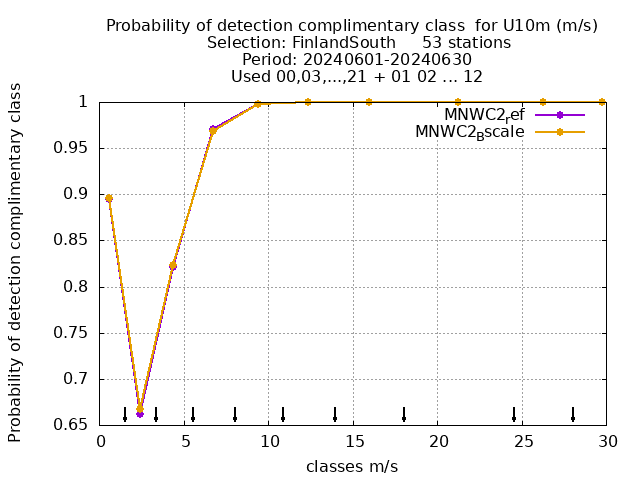 Probability of detection complimentary class  for U10m (m/s)
Selection: FinlandSouth     53 stations
Period: 20240601-20240630
Used 00,03,...,21 + 01 02 ... 12
Probability of detection complimentary class
1
0.95
0.9
0.85
0.8
0.75
0.7
0.65
MNWC2ref
MNWC2Bscale
0 5 10 15 20 25 30
classes m/s